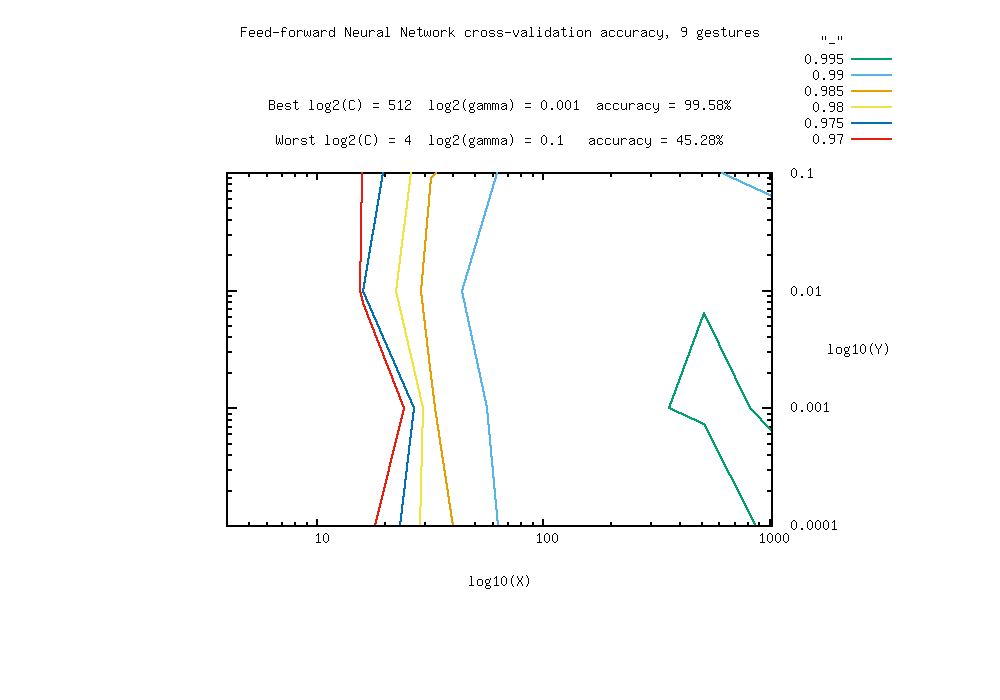 Feed-forward Neural Network cross-validation accuracy, 9 gestures
"_"
0.995
0.99
0.985
0.98
0.975
0.97
Best log2(C) = 512 log2(gamma) = 0.001 accuracy = 99.58%
Worst log2(C) = 4 log2(gamma) = 0.1 accuracy = 45.28%
0.1
0.01
log10(Y)
0.001
0.0001
10
100
1000
log10(X)